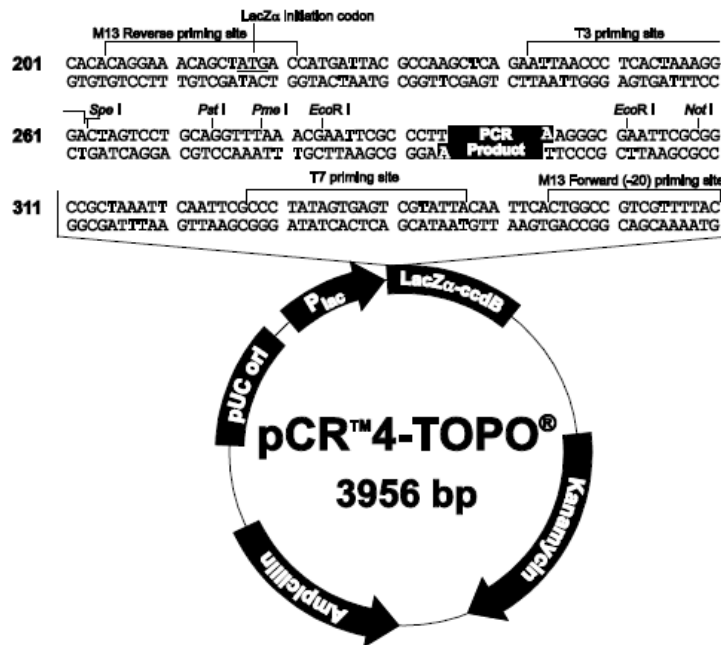 LacZα initiation codon
M13 Reverse priming site T3 priming site
201 CACACAGGAA ACAGCTATGA CCATGATTAC GCCAAGCTCA GAATTAACCC TCACTAAAGG
GTGTGTCCTT TGTCGATACT GGTACTAATG CGGTTCGAGT CTTAATTGGG AGTGATTTCC
Spe I Pst I Pme I EcoR I EcoR I Not I
261 GACTAGTCCT GCAGGTTTAA ACGAATTCGC CCTT PCR A AGGGC GAATTCGCGG
CTGATCAGGA CGTCCAAATT TGCTTAAGCG GGA A Product TTCCCG CTTAAGCGCC
T7 priming site M13 Forward (-20) priming site
311 CCGCTAAATT CAATTCGCCC TATAGTGAGT CGTATTACAA TTCACTGGCC GTCGTTTTAC
GGCGATTTAA GTTAAGCGGG ATATCACTCA GCATAATGTT AAGTGACCGG CAGCAAAATG
Plac
LacZα-ccdB
pUC ori
pCR™4-TOPO®
3956 bp
Kanamycin
Ampicillin